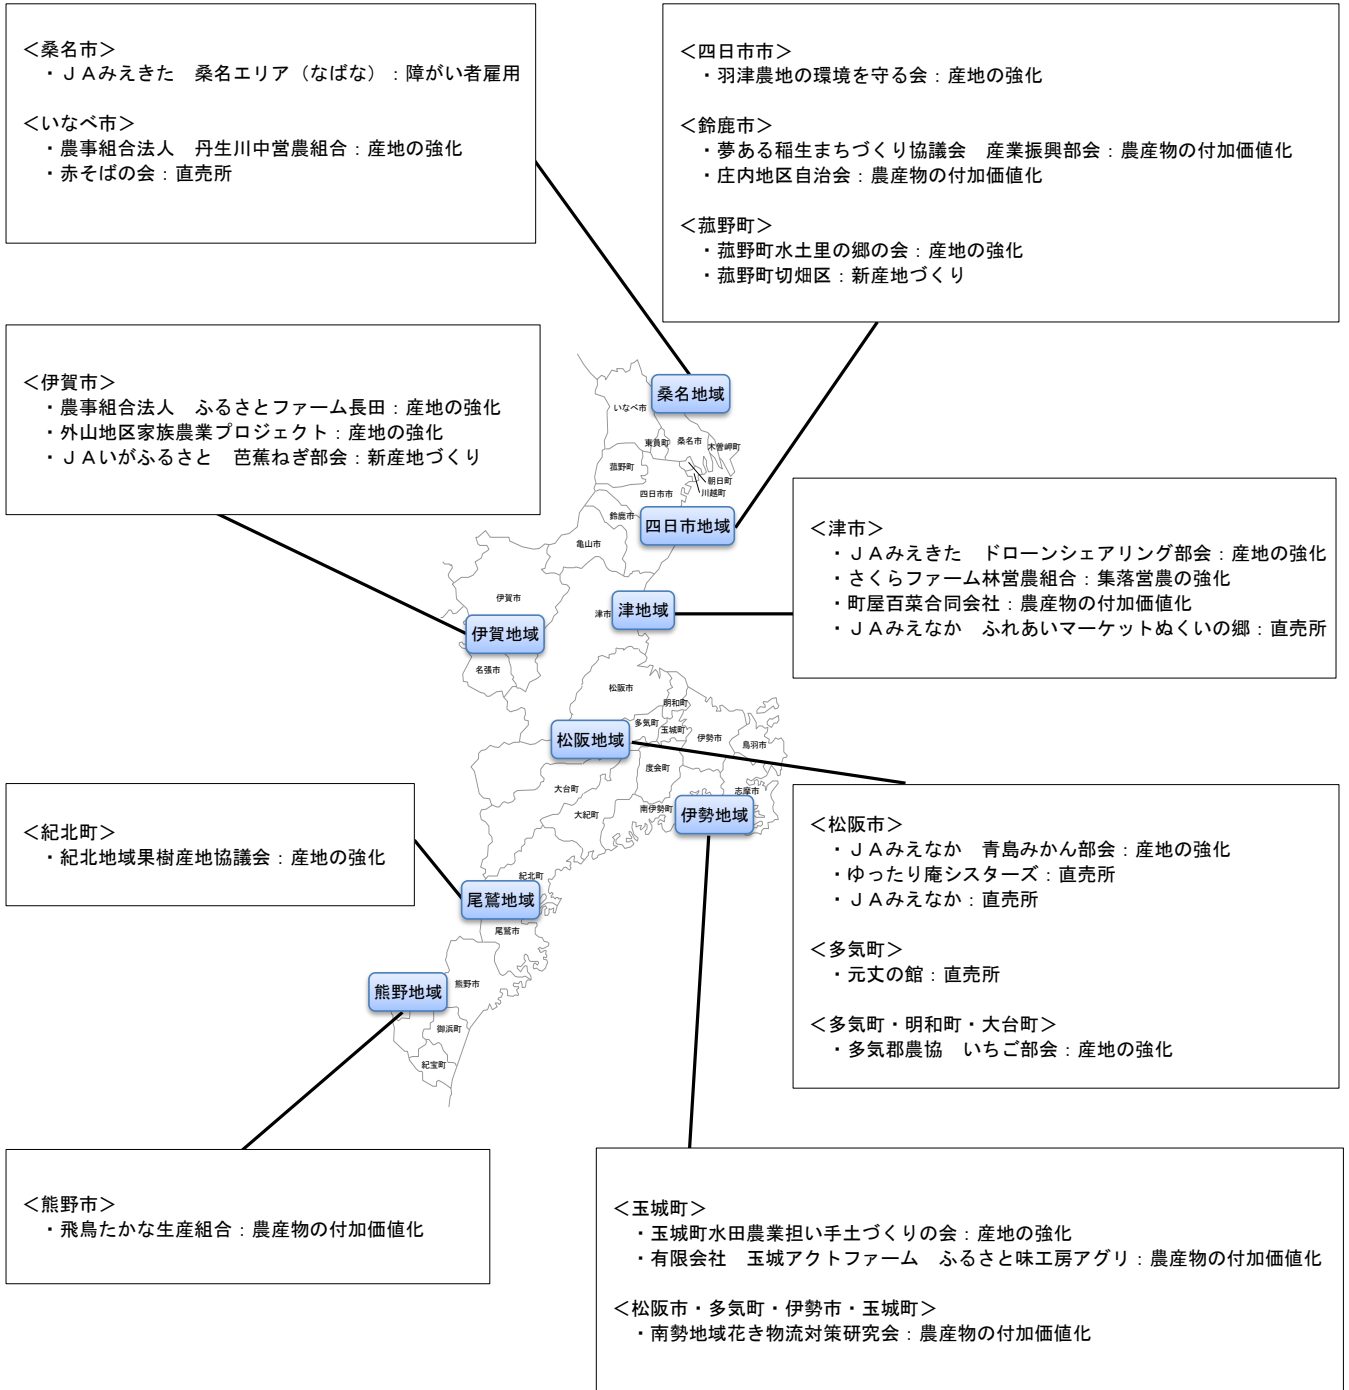 ＜桑名市＞
・ＪＡみえきた　桑名エリア（なばな）：障がい者雇用
＜いなべ市＞
・農事組合法人　丹生川中営農組合：産地の強化
・赤そばの会：直売所
＜四日市市＞
・羽津農地の環境を守る会：産地の強化
＜鈴鹿市＞
・夢ある稲生まちづくり協議会　産業振興部会：農産物の付加価値化
・庄内地区自治会：農産物の付加価値化
＜菰野町＞
・菰野町水土里の郷の会：産地の強化
・菰野町切畑区：新産地づくり
＜伊賀市＞
・農事組合法人　ふるさとファーム長田：産地の強化
・外山地区家族農業プロジェクト：産地の強化
・ＪＡいがふるさと　芭蕉ねぎ部会：新産地づくり
桑名地域
いなべ市
東員町
桑名市
木曽岬町
菰野町
朝日町
川越町
四日市市
鈴鹿市
四日市地域
亀山市
伊賀市
津市
津地域
伊賀地域
名張市
＜津市＞
・ＪＡみえきた　ドローンシェアリング部会：産地の強化
・さくらファーム林営農組合：集落営農の強化
・町屋百菜合同会社：農産物の付加価値化
・ＪＡみえなか　ふれあいマーケットぬくいの郷：直売所
松阪市
明和町
多気町
玉城町
伊勢市
鳥羽市
松阪地域
度会町
大台町
志摩市
大紀町
南伊勢町
伊勢地域
＜紀北町＞
・紀北地域果樹産地協議会：産地の強化
＜松阪市＞
・ＪＡみえなか　青島みかん部会：産地の強化
・ゆったり庵シスターズ：直売所
・ＪＡみえなか：直売所
＜多気町＞
・元丈の館：直売所
＜多気町・明和町・大台町＞
・多気郡農協　いちご部会：産地の強化
紀北町
尾鷲地域
尾鷲市
熊野地域
熊野市
御浜町
紀宝町
＜熊野市＞
・飛鳥たかな生産組合：農産物の付加価値化
＜玉城町＞
・玉城町水田農業担い手土づくりの会：産地の強化
・有限会社　玉城アクトファーム　ふるさと味工房アグリ：農産物の付加価値化
＜松阪市・多気町・伊勢市・玉城町＞
・南勢地域花き物流対策研究会：農産物の付加価値化